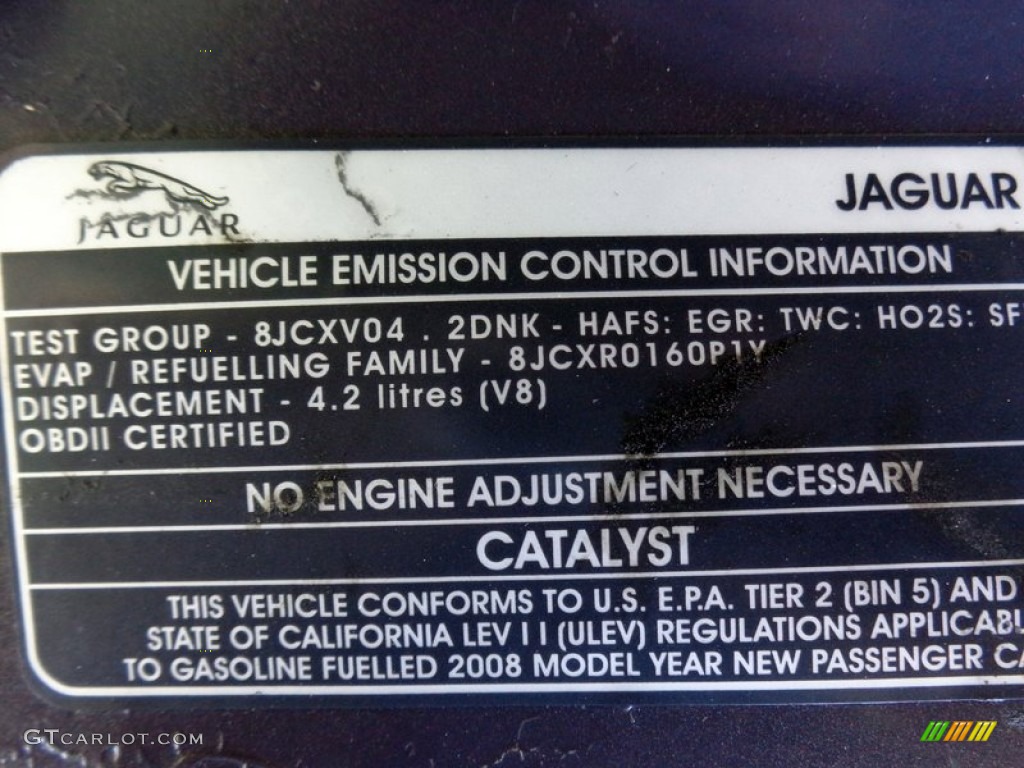 JAGUAR
JAGUAR
VEHICLE EMISSION CONTROL INFORMATION
TEST GROUP - 8JCXV04 . 2DNK - HAFS: EGR: TWC: HO2S: SF
EVAP / REFUELLING FAMILY - 8JCXR0160P1Y
DISPLACEMENT - 4.2 litres (V8)
OBDII CERTIFIED
NO ENGINE ADJUSTMENT NECESSARY
CATALYST
THIS VEHICLE CONFORMS TO U.S. E.P.A. TIER 2 (BIN 5) AND
STATE OF CALIFORNIA LEV I I (ULEV) REGULATIONS APPLICABL
TO GASOLINE FUELLED 2008 MODEL YEAR NEW PASSENGER CA
GTCARLOT.COM